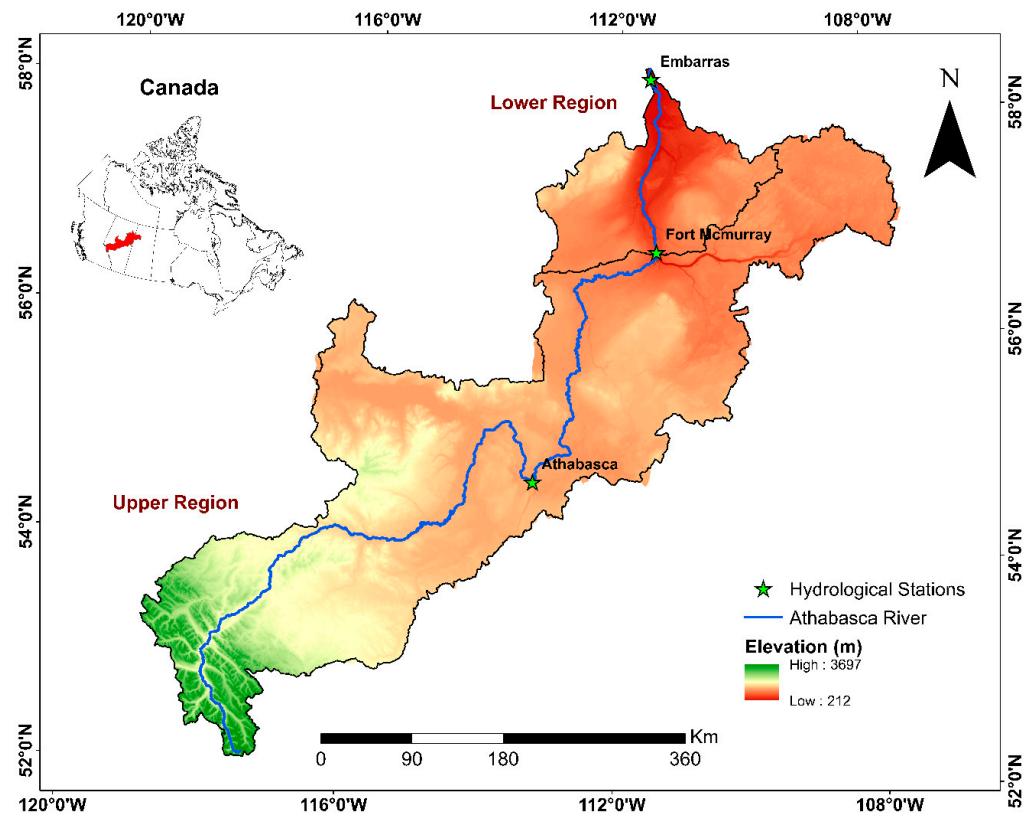 120°0'W 116°0'W 112°0'W 108°0'W
58°0'N
58°0'N
Embarras
N
Canada
Lower Region
Fort Mcmurray
56°0'N
56°0'N
Athabasca
Upper Region
54°0'N
54°0'N
Hydrological Stations
Athabasca River
Elevation (m)
High : 3697
Low : 212
Km
0 90 180 360
52°0'N
52°0'N
120°0'W 116°0'W 112°0'W 108°0'W